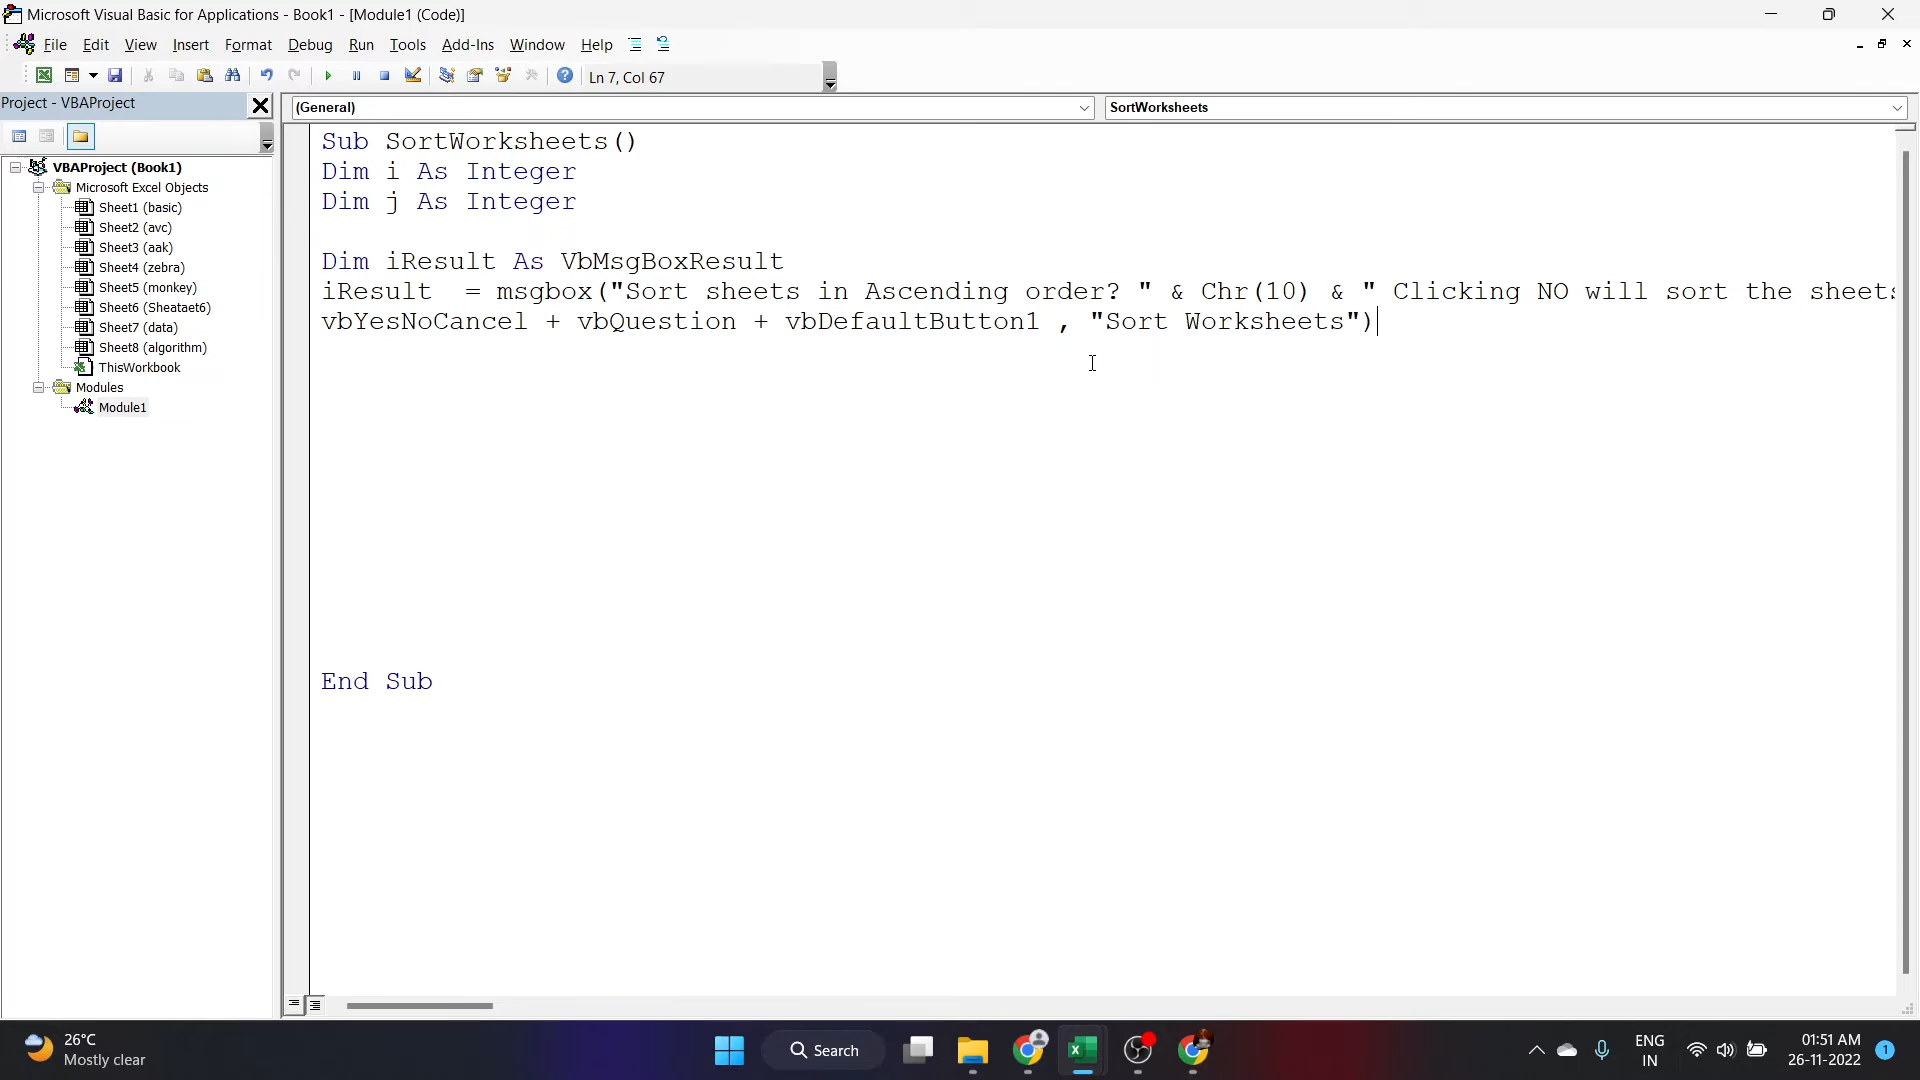 Microsoft Visual Basic for Applications - Book1 - [Module1 (Code)]
File Edit View Insert Format Debug Run Tools Add-Ins Window Help
Ln 7, Col 67
Project - VBAProject
(General)
SortWorksheets
VBAProject (Book1)
Microsoft Excel Objects
Sheet1 (basic)
Sheet2 (avc)
Sheet3 (aak)
Sheet4 (zebra)
Sheet5 (monkey)
Sheet6 (Sheataet6)
Sheet7 (data)
Sheet8 (algorithm)
ThisWorkbook
Modules
Module1
Sub SortWorksheets()
Dim i As Integer
Dim j As Integer
Dim iResult As VbMsgBoxResult
iResult  = msgbox("Sort sheets in Ascending order? " & Chr(10) & " Clicking NO will sort the sheets
vbYesNoCancel + vbQuestion + vbDefaultButton1 , "Sort Worksheets")
End Sub
26°C
Mostly clear
Search
ENG
IN
01:51 AM
26-11-2022
1